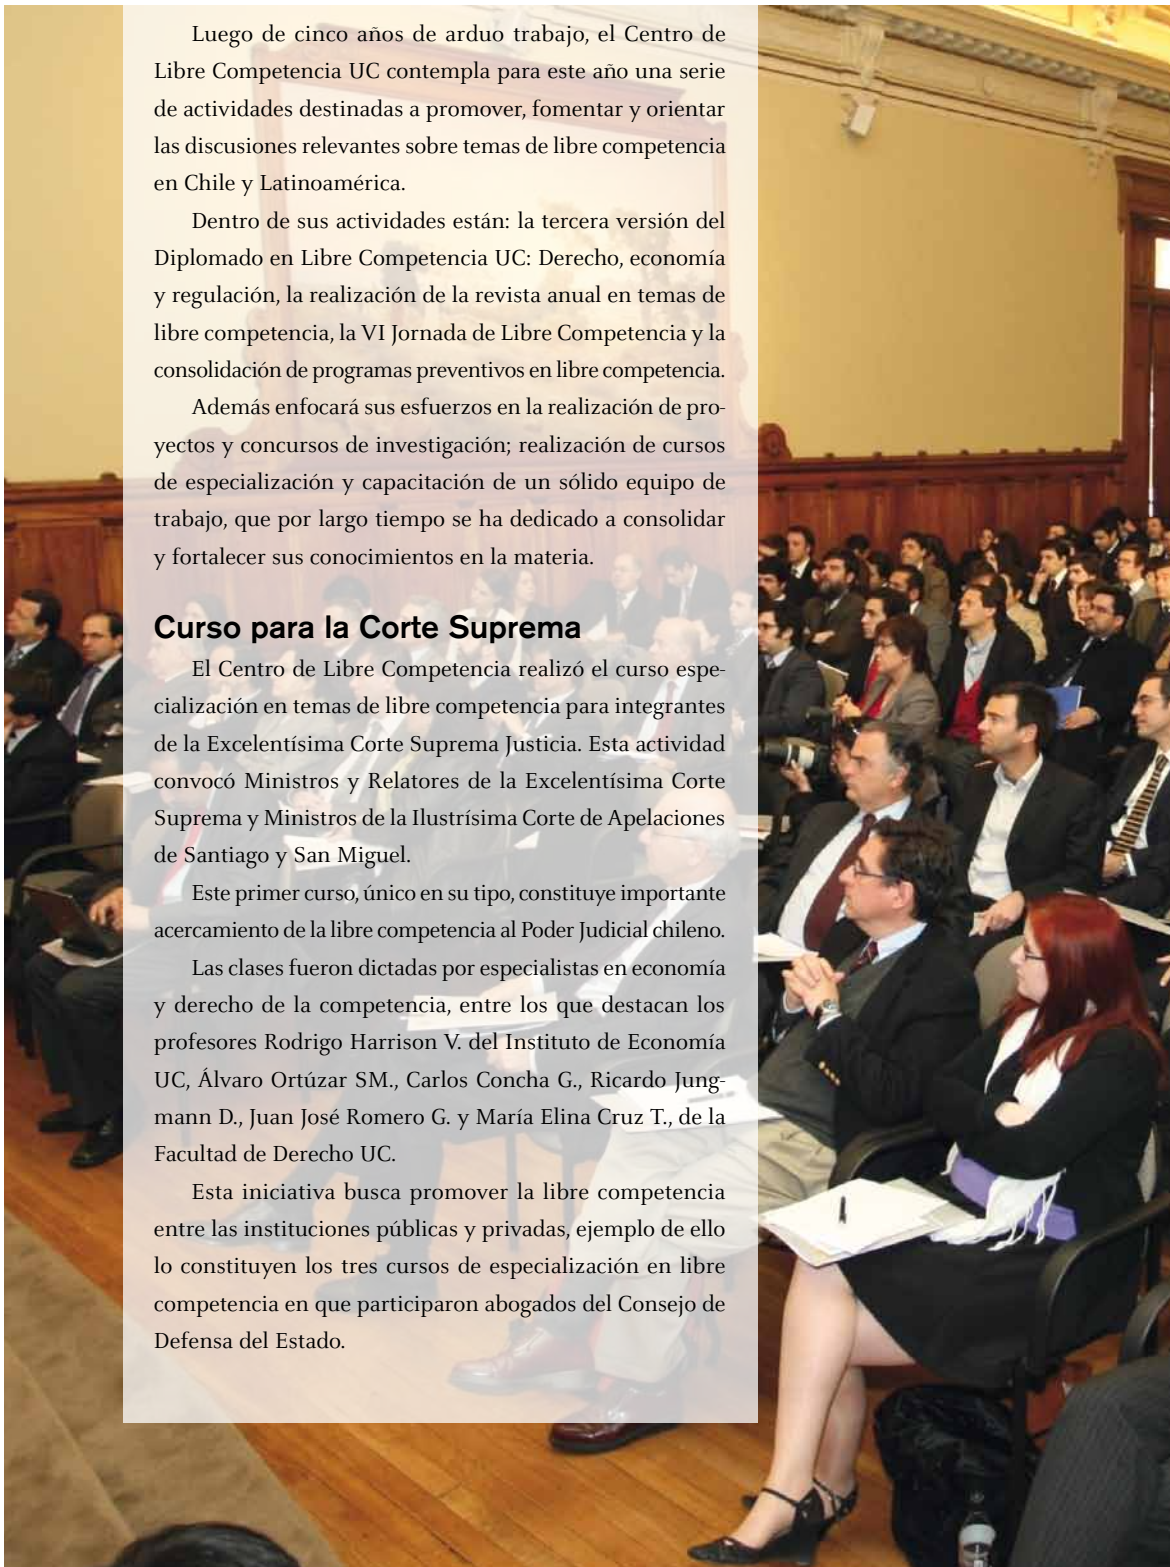 Luego de cinco años de arduo trabajo, el Centro de
Libre Competencia UC contempla para este año una serie
de actividades destinadas a promover, fomentar y orientar
las discusiones relevantes sobre temas de libre competencia
en Chile y Latinoamérica.
Dentro de sus actividades están: la tercera versión del
Diplomado en Libre Competencia UC: Derecho, economía
y regulación, la realización de la revista anual en temas de
libre competencia, la VI Jornada de Libre Competencia y la
consolidación de programas preventivos en libre competencia.
Además enfocará sus esfuerzos en la realización de pro-
yectos y concursos de investigación; realización de cursos
de especialización y capacitación de un sólido equipo de
trabajo, que por largo tiempo se ha dedicado a consolidar
y fortalecer sus conocimientos en la materia.
Curso para la Corte Suprema
El Centro de Libre Competencia realizó el curso espe-
cialización en temas de libre competencia para integrantes
de la Excelentísima Corte Suprema Justicia. Esta actividad
convocó Ministros y Relatores de la Excelentísima Corte
Suprema y Ministros de la Ilustrísima Corte de Apelaciones
de Santiago y San Miguel.
Este primer curso, único en su tipo, constituye importante
acercamiento de la libre competencia al Poder Judicial chileno.
Las clases fueron dictadas por especialistas en economía
y derecho de la competencia, entre los que destacan los
profesores Rodrigo Harrison V. del Instituto de Economía
UC, Álvaro Ortúzar SM., Carlos Concha G., Ricardo Jung-
mann D., Juan José Romero G. y María Elina Cruz T., de la
Facultad de Derecho UC.
Esta iniciativa busca promover la libre competencia
entre las instituciones públicas y privadas, ejemplo de ello
lo constituyen los tres cursos de especialización en libre
competencia en que participaron abogados del Consejo de
Defensa del Estado.